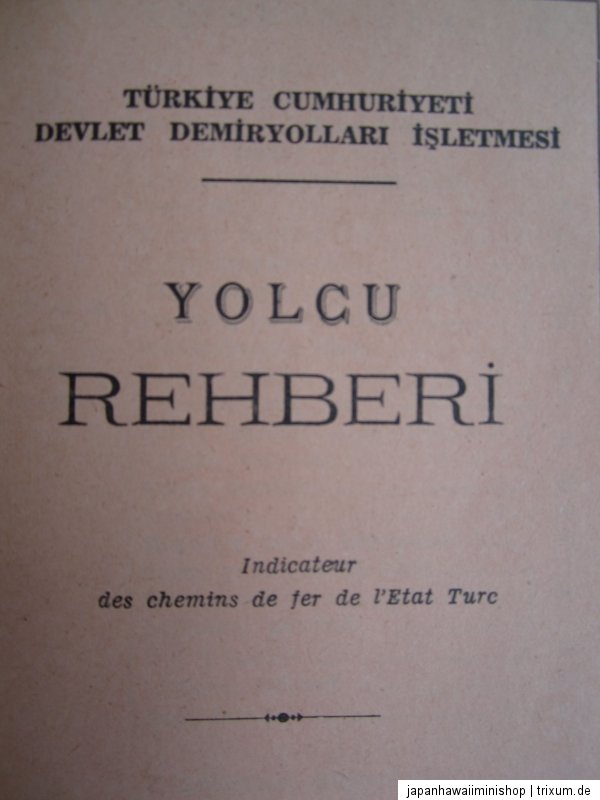 TÜRKİYE CUMHURİYETİ
DEVLET DEMİRYOLLARI İŞLETMESİ
YOLCU
REHBERİ
Indicateur
des chemins de fer de l'Etat Turc
japanhawaiiminishop | trixum.de